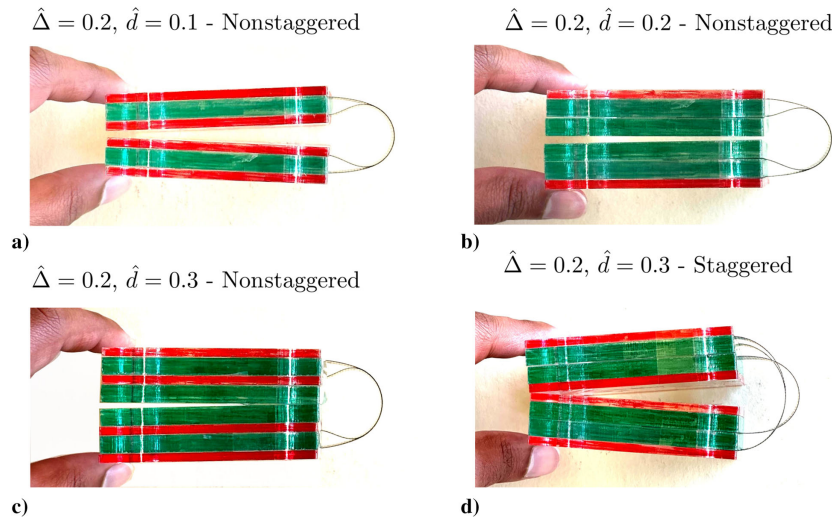 Δ̂ = 0.2, d̂ = 0.1 - Nonstaggered
Δ̂ = 0.2, d̂ = 0.2 - Nonstaggered
a)
b)
Δ̂ = 0.2, d̂ = 0.3 - Nonstaggered
Δ̂ = 0.2, d̂ = 0.3 - Staggered
c)
d)